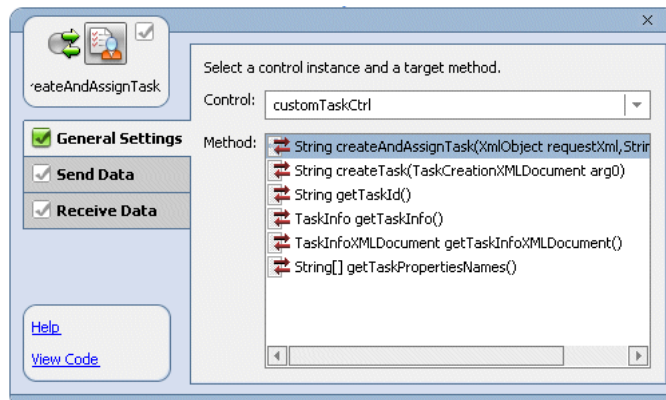 Select a control instance and a target method.
reateAndAssignTask
Control: customTaskCtrl
General Settings
Method:
String createAndAssignTask(XmlObject requestXml,Strin
Send Data
String createTask(TaskCreationXMLDocument arg0)
String getTaskId()
Receive Data
TaskInfo getTaskInfo()
TaskInfoXMLDocument getTaskInfoXMLDocument()
String[] getTaskPropertiesNames()
Help
View Code